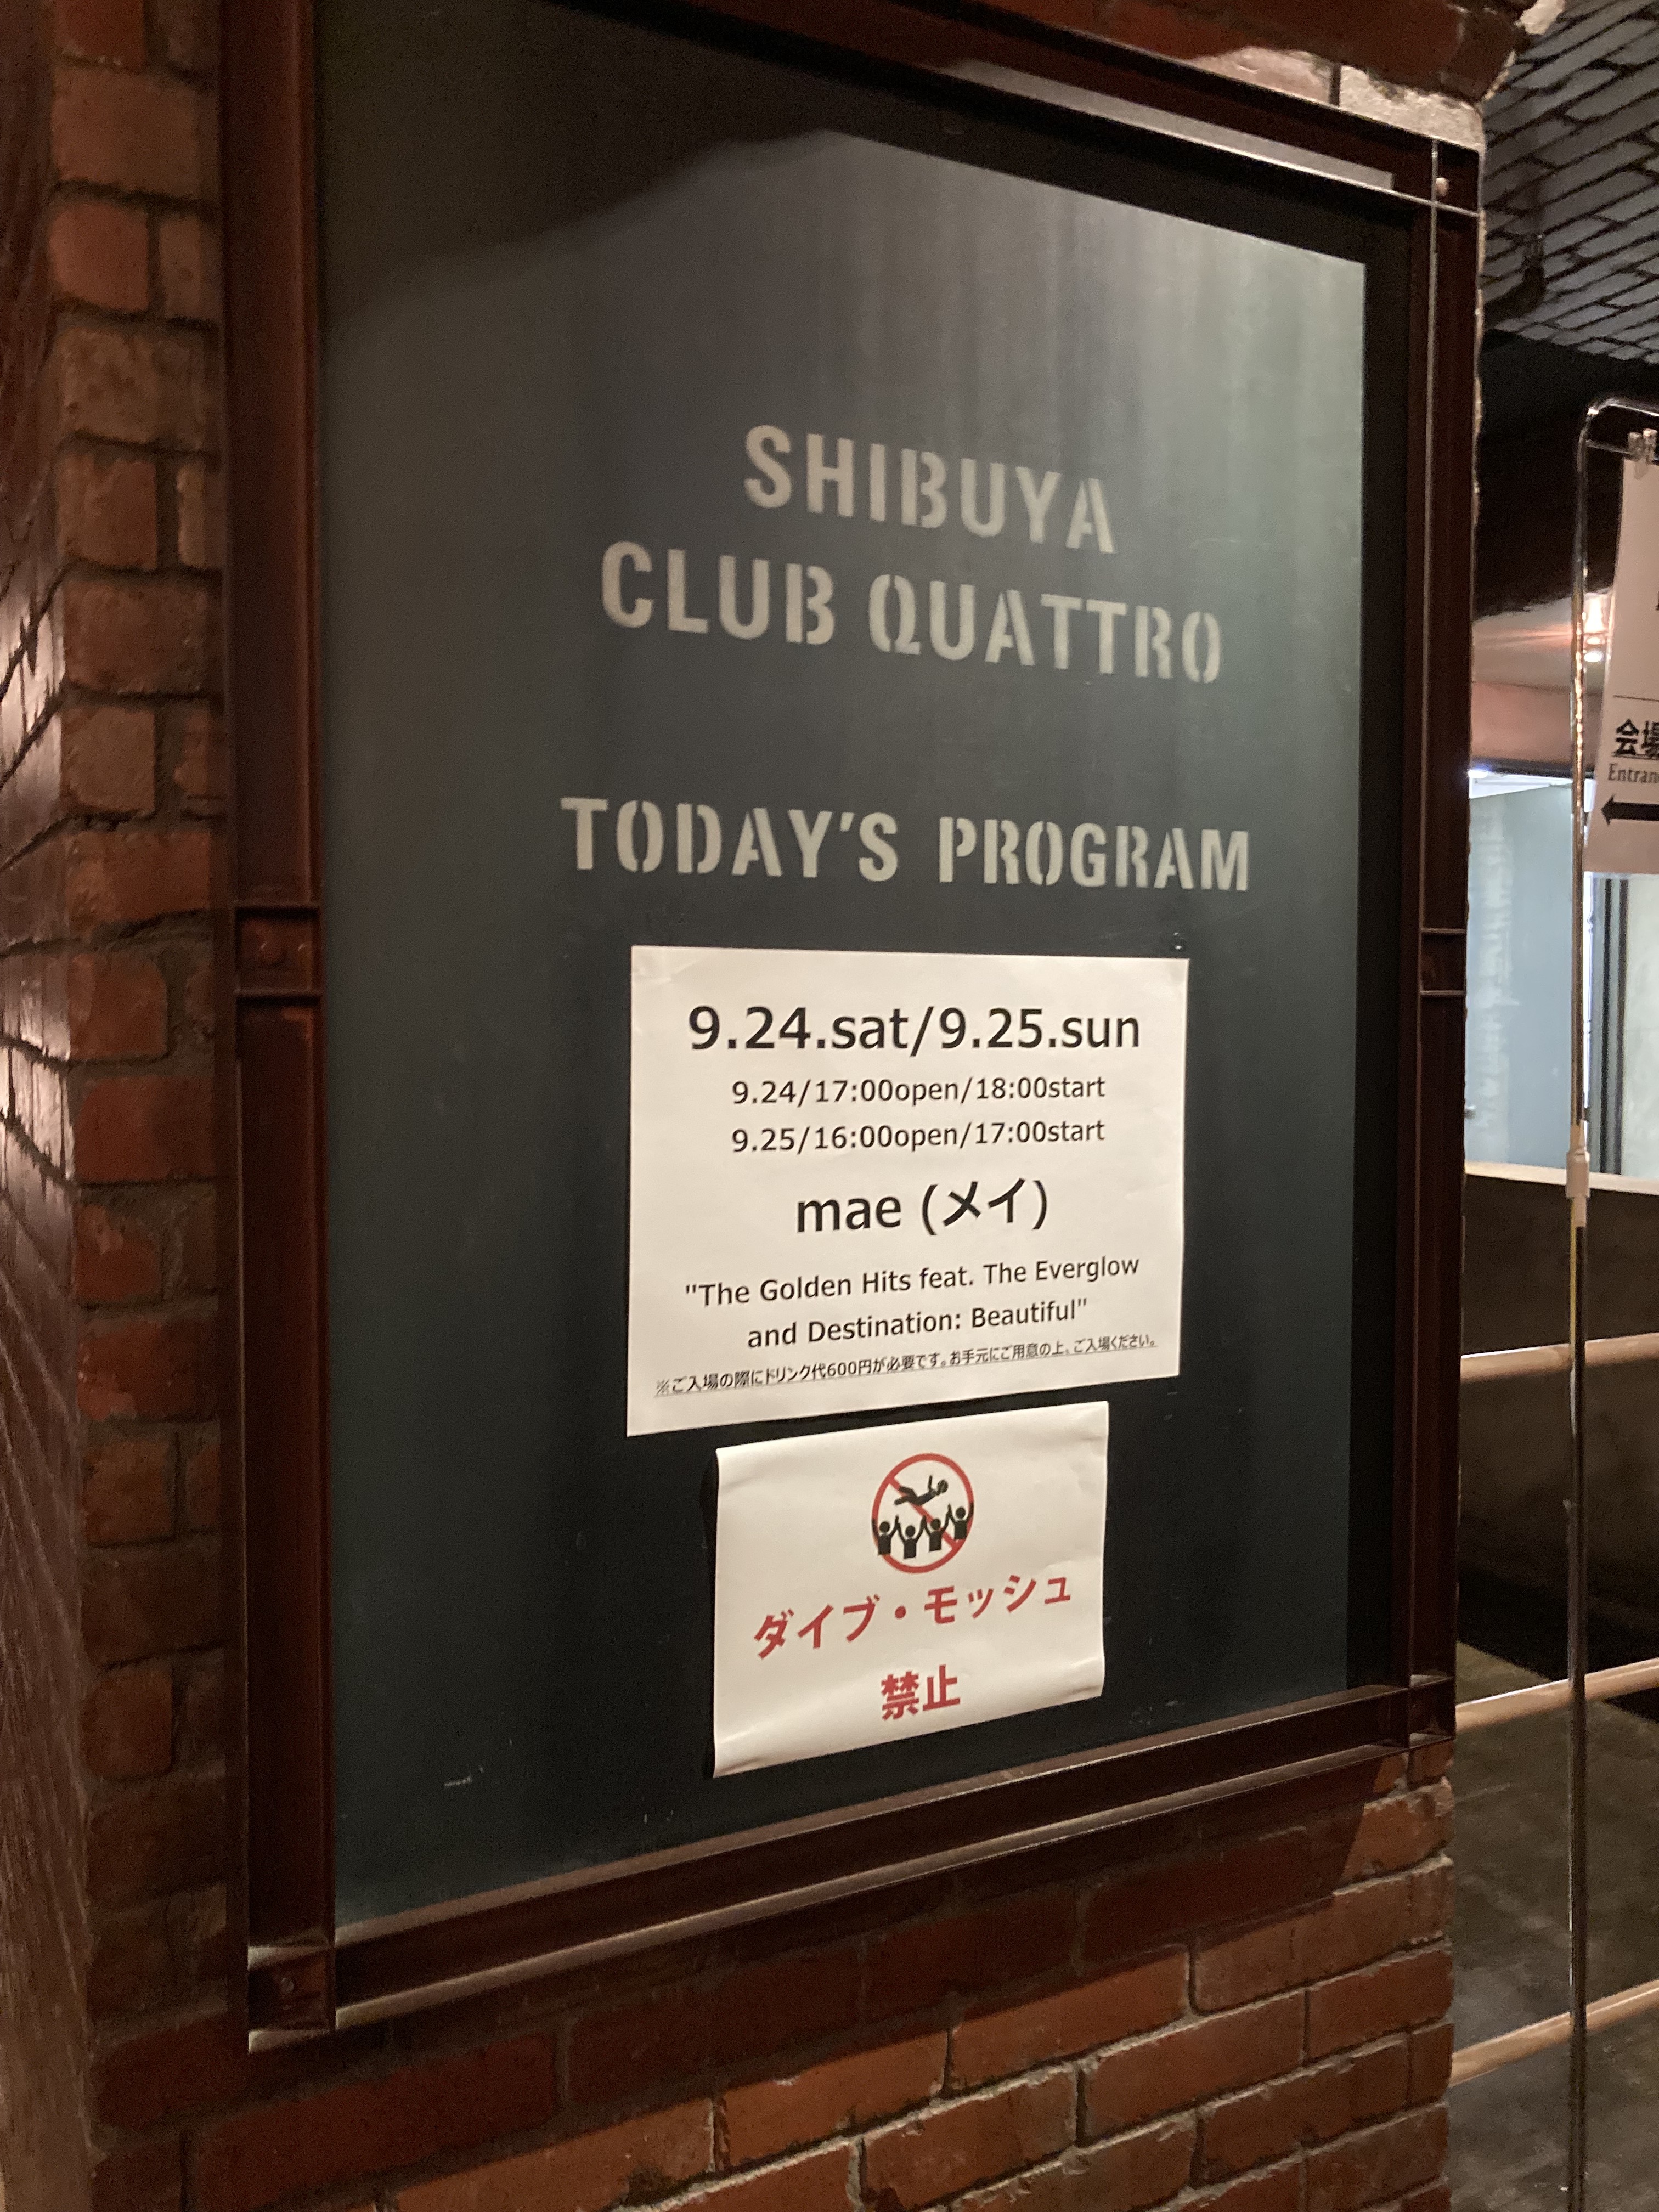 SHIBUYA
CLUB QUATTRO
TODAY'S PROGRAM
9.24.sat/9.25.sun
9.24/17:00open/18:00start
9.25/16:00open/17:00start
mae (メイ)
"The Golden Hits feat. The Everglow
and Destination: Beautiful"
※ご入場の際にドリンク代600円が必要です。お手元にご用意の上、ご入場ください。
ダイブ・モッシュ
禁止